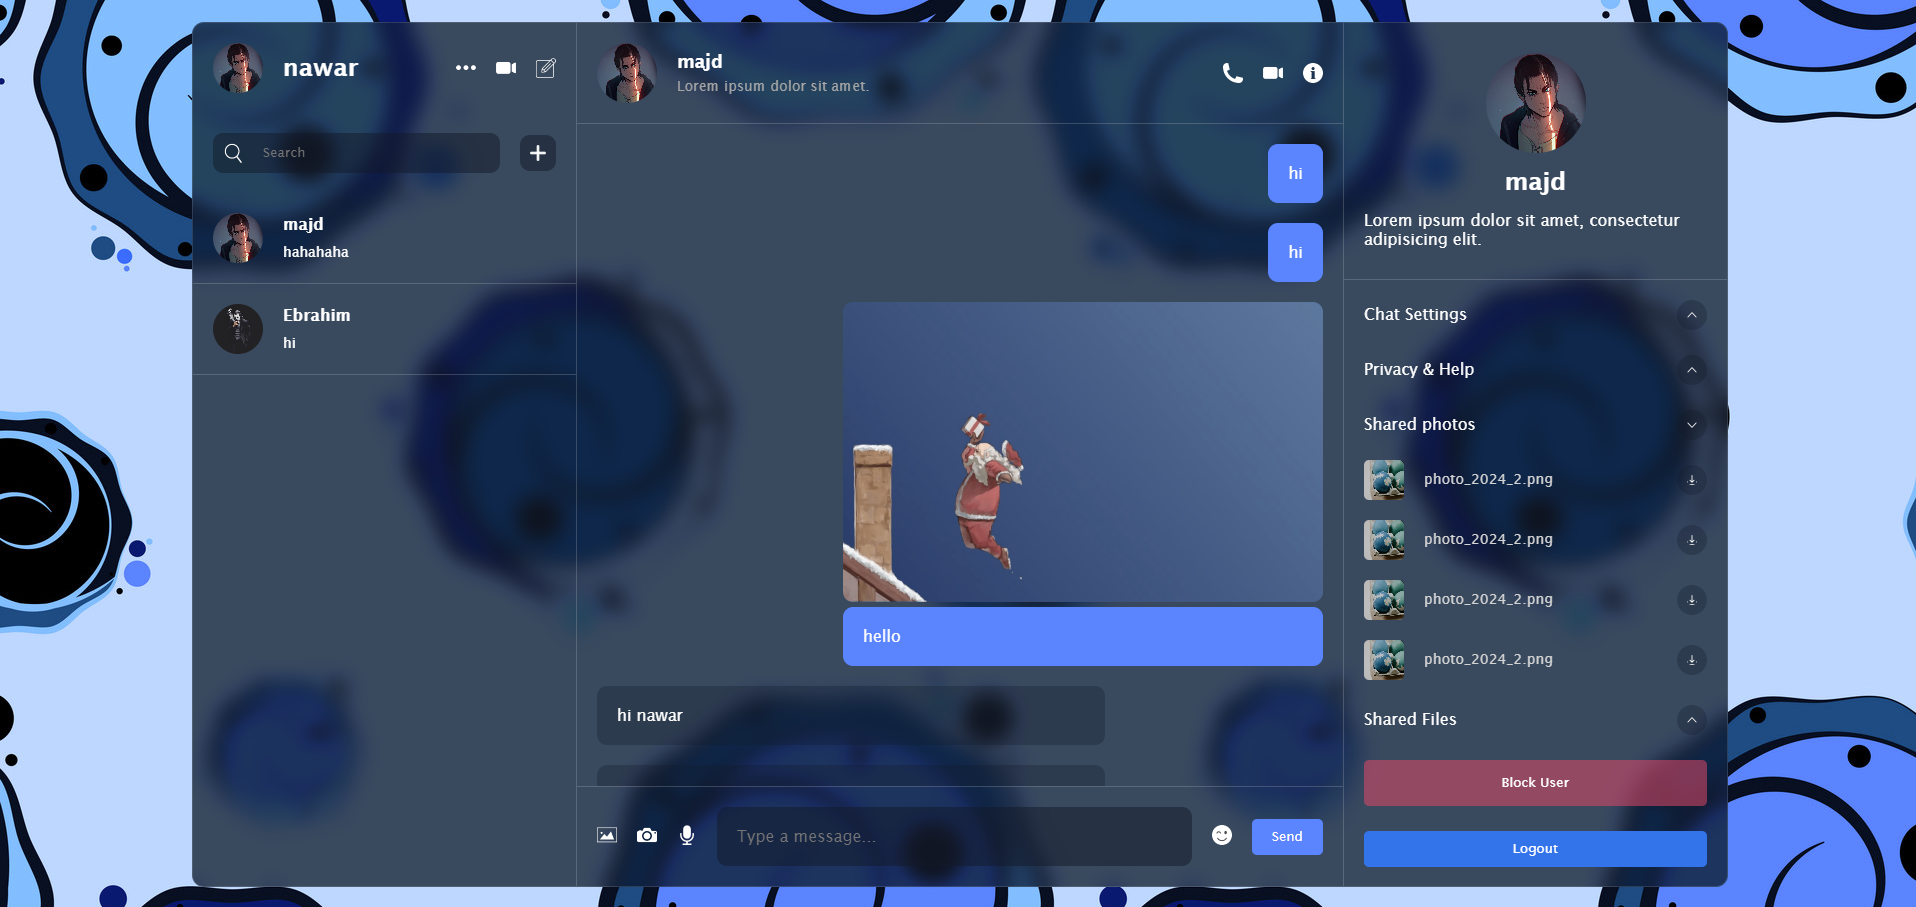 nawar
Search
majd
hahahaha
Ebrahim
hi
majd
Lorem ipsum dolor sit amet.
hi
hi
hello
hi nawar
Type a message...
Send
majd
Lorem ipsum dolor sit amet, consectetur
adipisicing elit.
Chat Settings
Privacy & Help
Shared photos
photo_2024_2.png
photo_2024_2.png
photo_2024_2.png
photo_2024_2.png
Shared Files
Block User
Logout